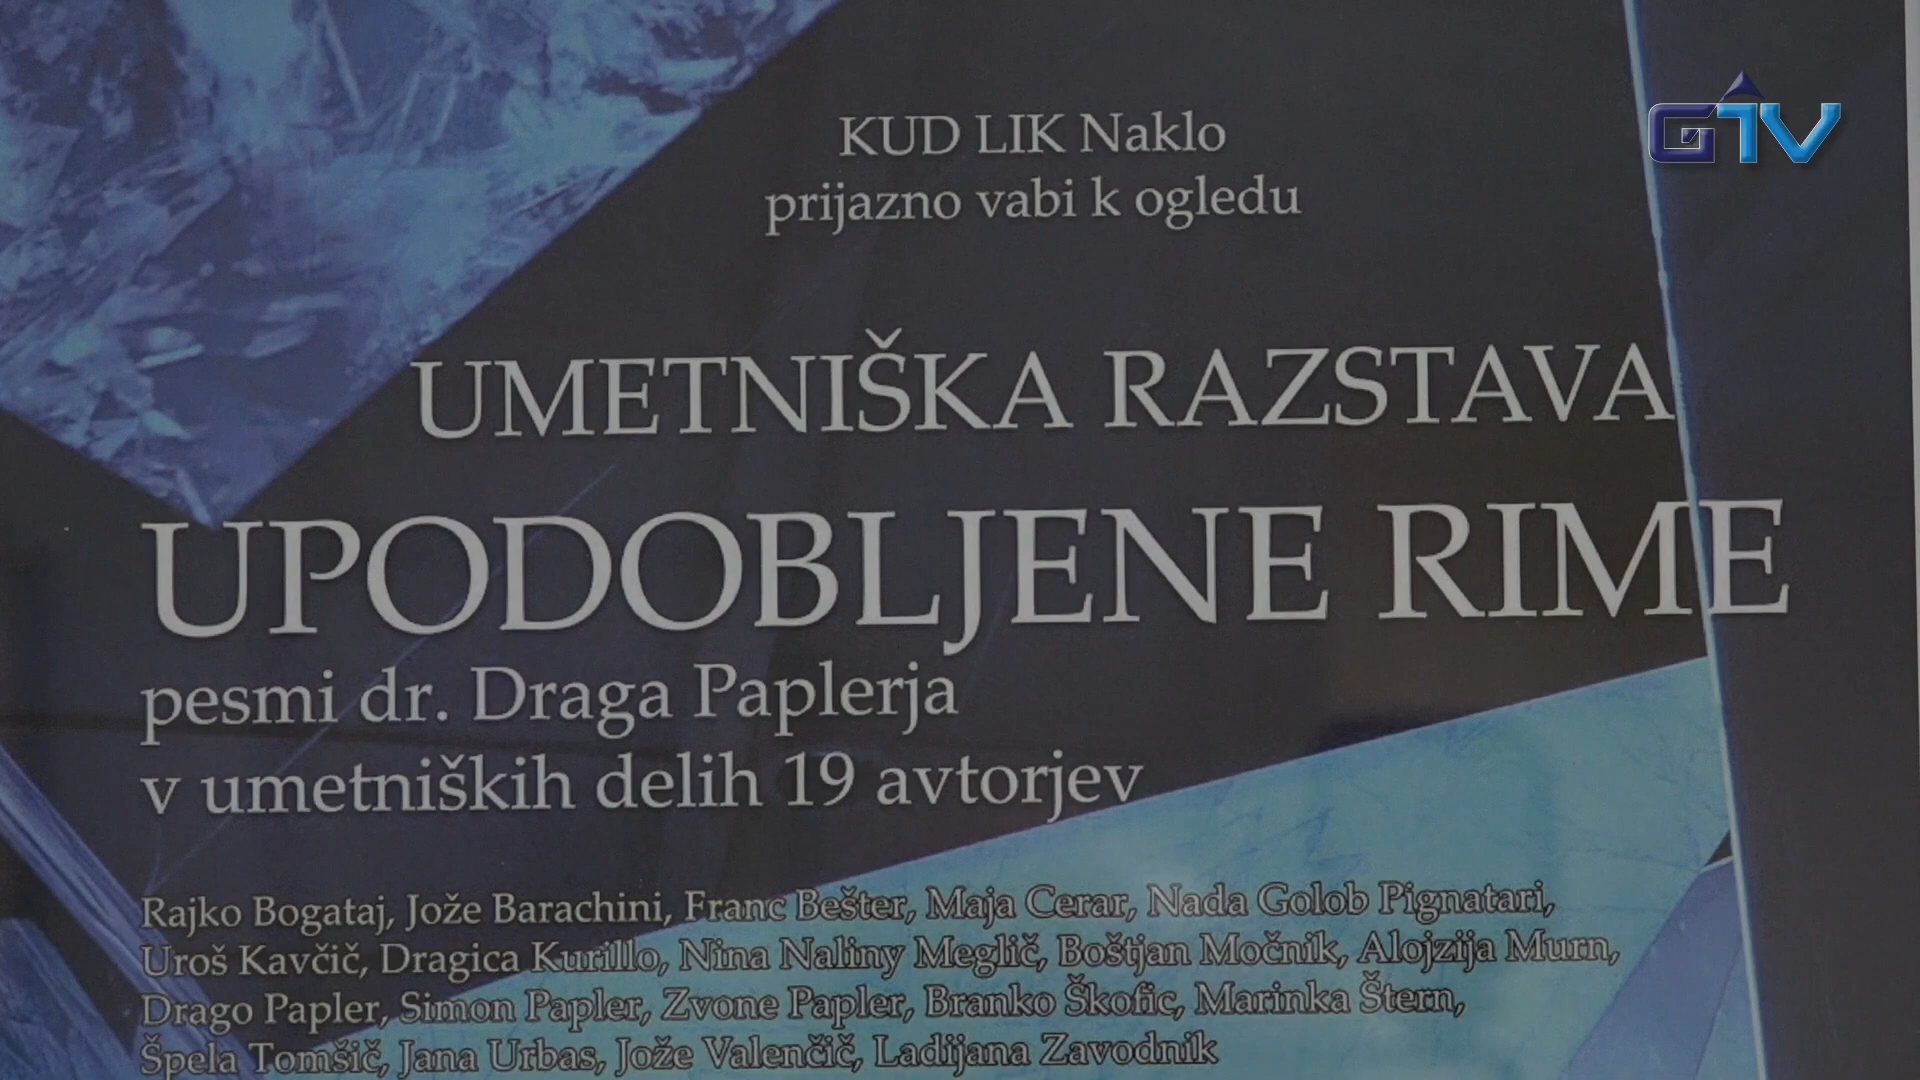 GTV
KUD LIK Naklo
prijazno vabi k ogledu
UMETNIŠKA RAZSTAVA
UPODOBLJENE RIME
pesmi dr. Draga Paplerja
v umetniških delih 19 avtorjev
Rajko Bogataj, Jože Barachini, Franc Bešter, Maja Cerar, Nada Golob Pignatari,
Uroš Kavčič, Dragica Kurillo, Nina Naliny Meglič, Boštjan Močnik, Alojzija Murn,
Drago Papler, Simon Papler, Zvone Papler, Branko Škofic, Marinka Štern,
Špela Tomšič, Jana Urbas, Jože Valenčič, Ladijana Zavodnik